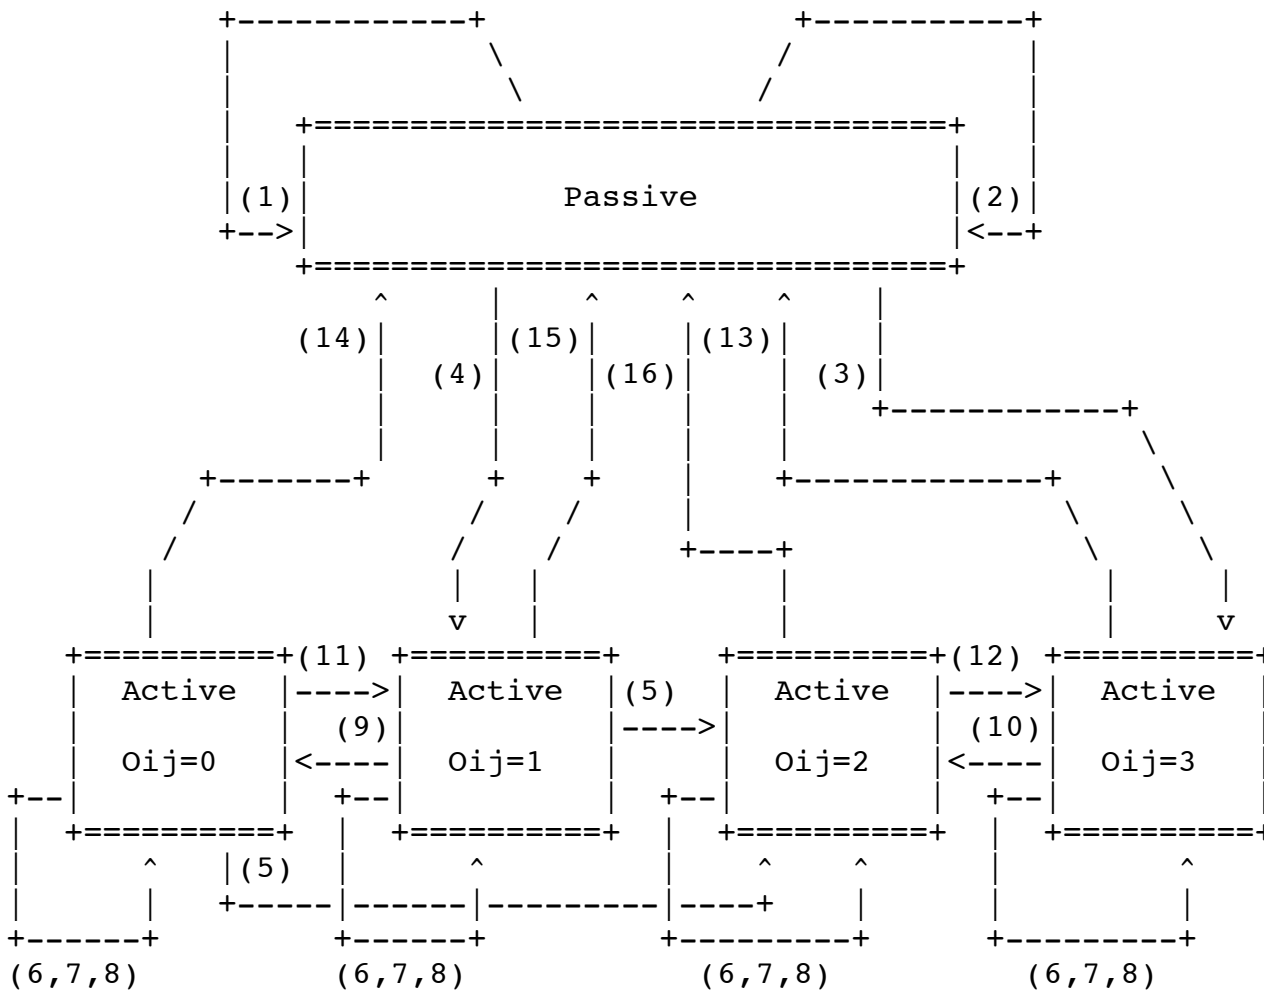 (1) Passive (2)
(14) (15) (13)
(4) (16) (3)
(11) (12)
Active Active (5) Active Active
(9) (10)
Oij=0 Oij=1 Oij=2 Oij=3
(5)
(6,7,8) (6,7,8) (6,7,8) (6,7,8)